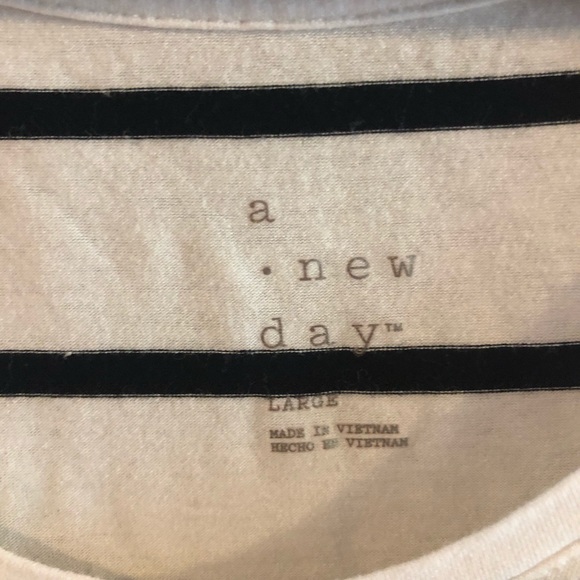 a
• new
day™
LARGE
MADE IN VIETNAM
HECHO EN VIETNAM